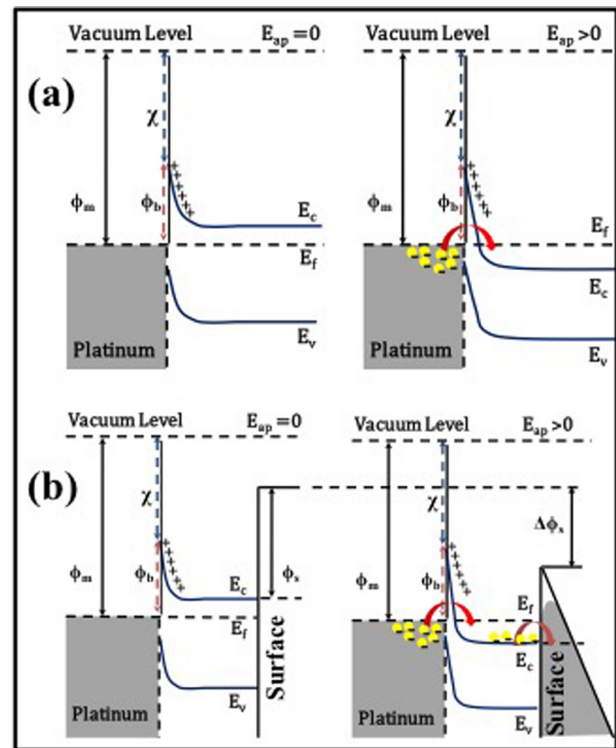 Vacuum Level E_ap=0
Vacuum Level E_ap>0
(a)
χ
ϕ_m
ϕ_b
E_c
E_f
E_v
Platinum
χ
ϕ_m
ϕ_b
E_f
E_c
E_v
Platinum
Vacuum Level E_ap=0
Vacuum Level E_ap>0
(b)
χ
ϕ_m
ϕ_b
E_c
ϕ_s
E_f
E_v
Platinum
Surface
χ
Δϕ_s
ϕ_m
ϕ_b
E_f
E_c
E_v
Platinum
Surface